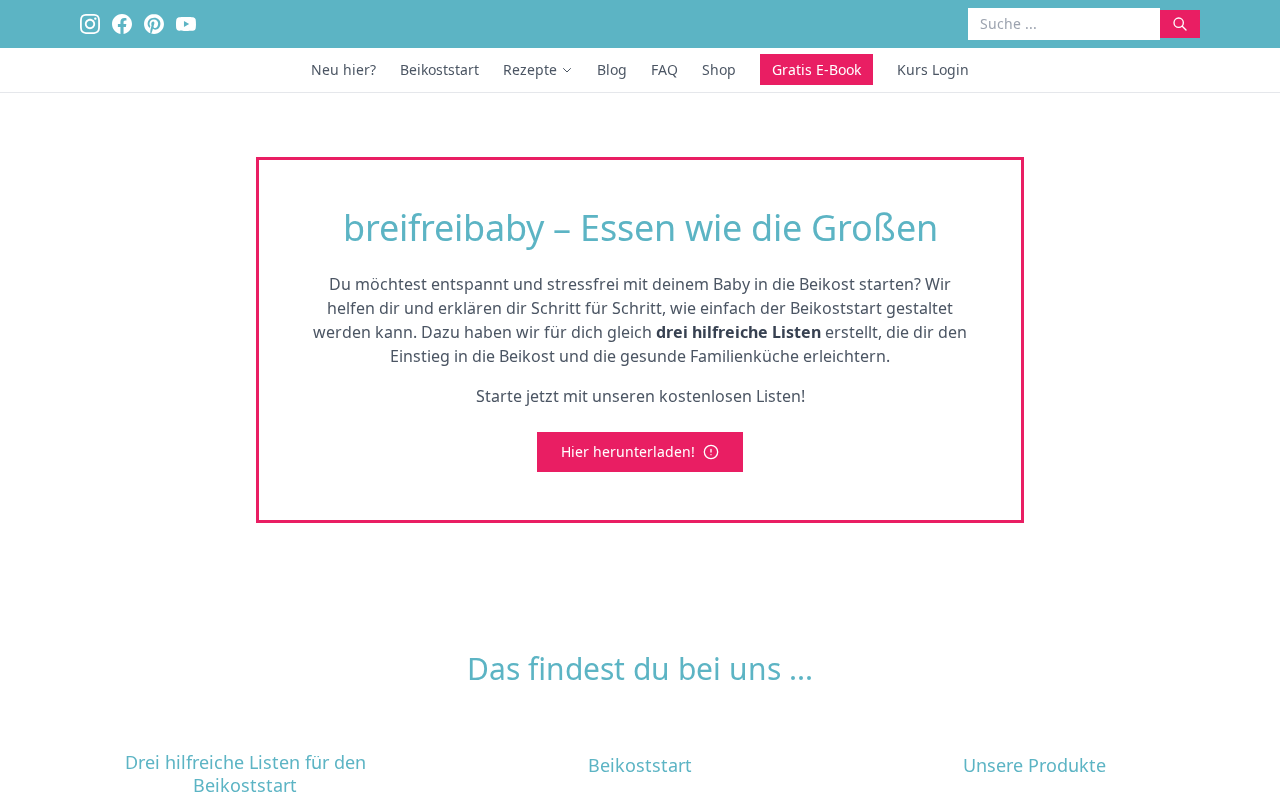 Suche ...
Neu hier?
Beikoststart
Rezepte
Blog
FAQ
Shop
Gratis E-Book
Kurs Login
breifreibaby – Essen wie die Großen
Du möchtest entspannt und stressfrei mit deinem Baby in die Beikost starten? Wir
helfen dir und erklären dir Schritt für Schritt, wie einfach der Beikoststart gestaltet
werden kann. Dazu haben wir für dich gleich drei hilfreiche Listen erstellt, die dir den
Einstieg in die Beikost und die gesunde Familienküche erleichtern.
Starte jetzt mit unseren kostenlosen Listen!
Hier herunterladen!
Das findest du bei uns ...
Drei hilfreiche Listen für den
Beikoststart
Beikoststart
Unsere Produkte